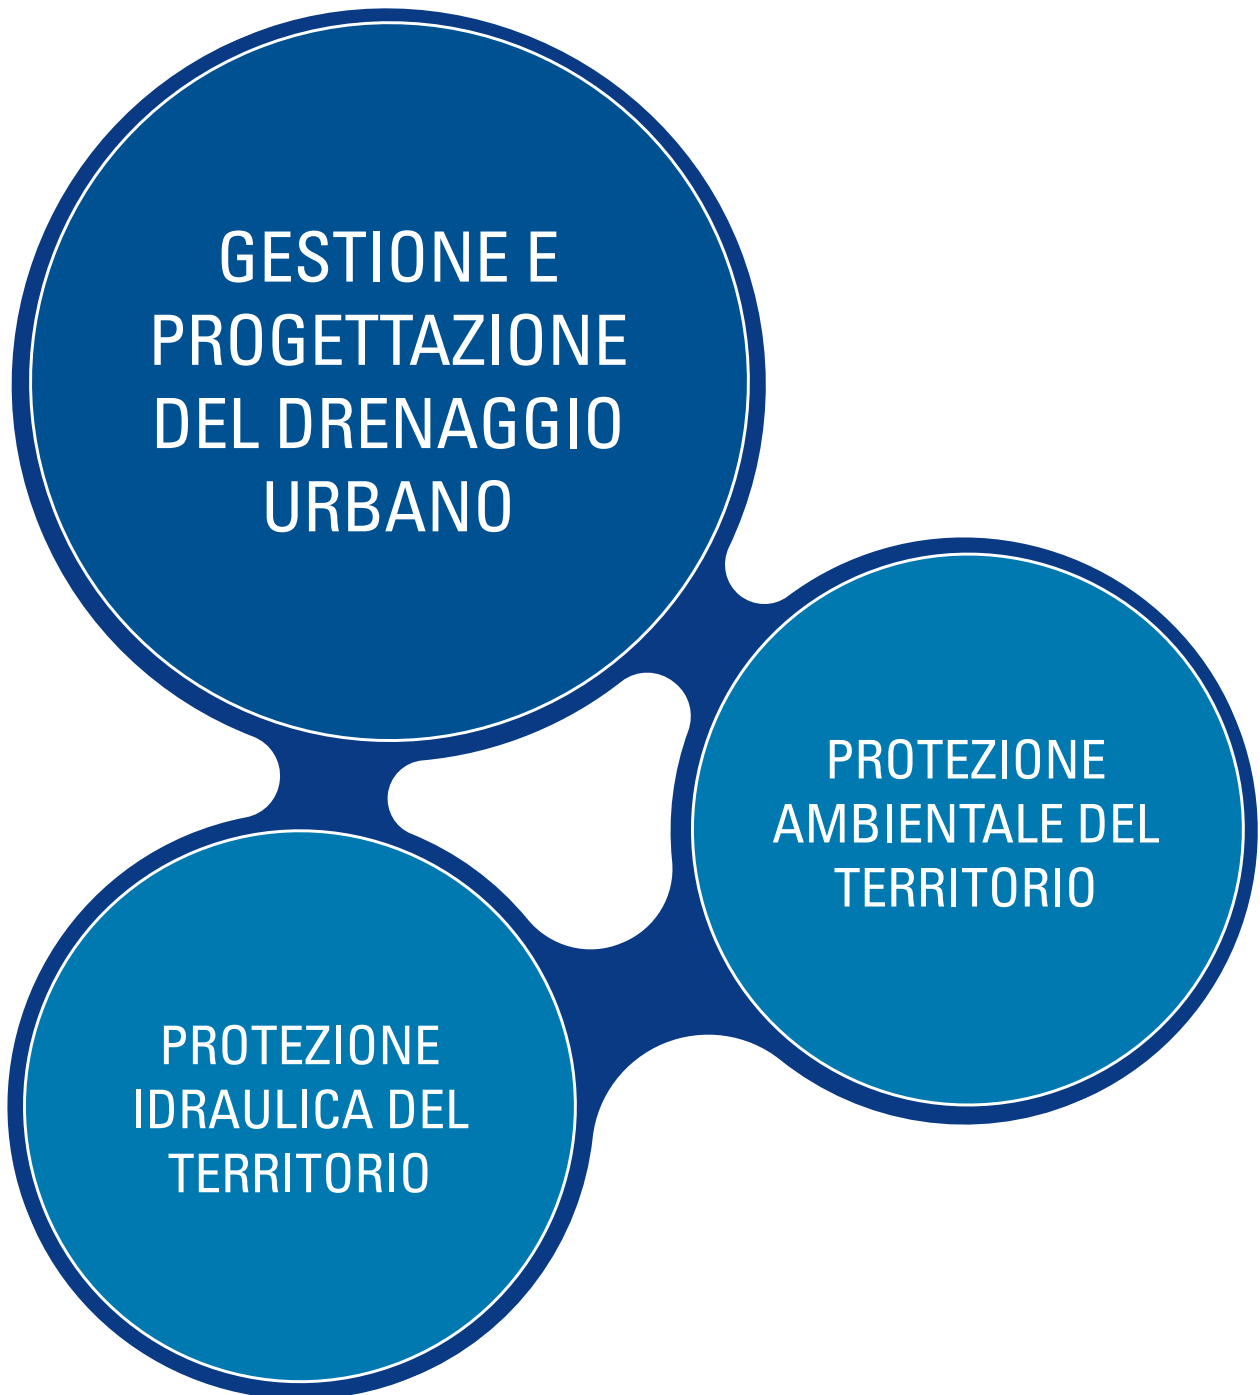 GESTIONE E
PROGETTAZIONE
DEL DRENAGGIO
URBANO
PROTEZIONE
AMBIENTALE DEL
TERRITORIO
PROTEZIONE
IDRAULICA DEL
TERRITORIO